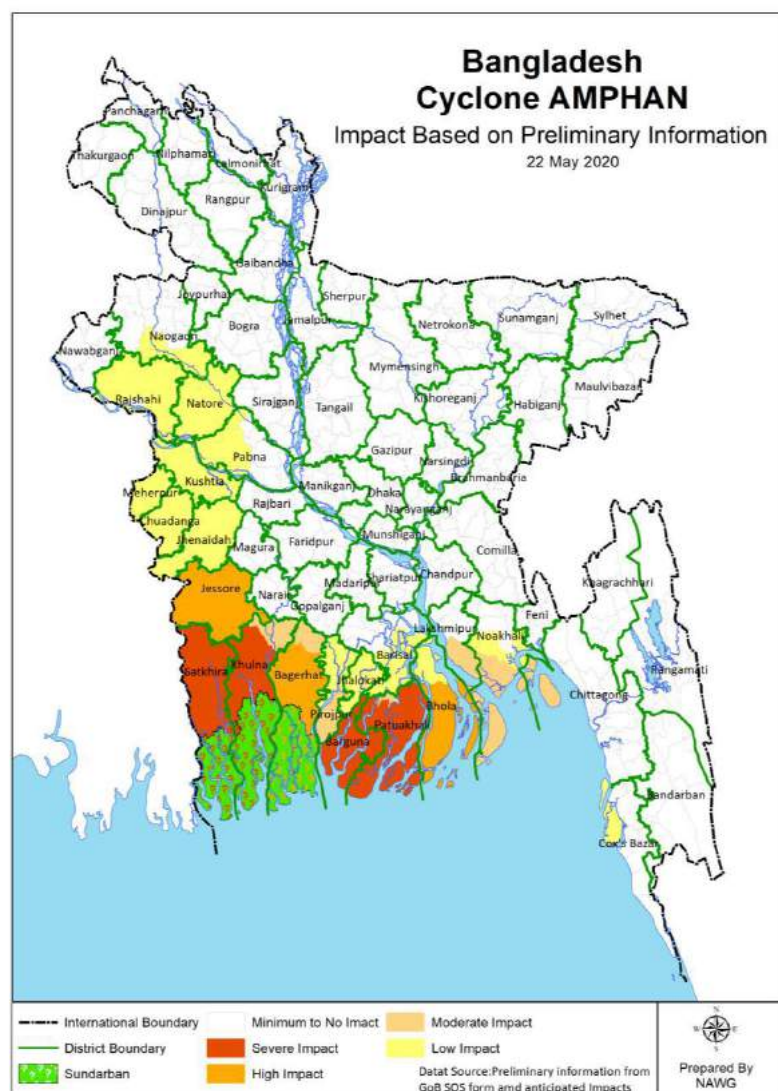 Bangladesh
Cyclone AMPHAN
Impact Based on Preliminary Information
22 May 2020
Panchagarh
Thakurgaon
Nilphamari
Lalmonirhat
Kurigram
Dinajpur
Rangpur
Gaibandha
Joypurhat
Sherpur
Naogaon
Bogra
Jamalpur
Netrokona
Sunamganj
Sylhet
Nawabganj
Mymensingh
Rajshahi
Natore
Sirajganj
Tangail
Kishoreganj
Habiganj
Maulvibazar
Pabna
Gazipur
Narsingdi
Brahmanbaria
Kushtia
Manikganj
Dhaka
Meherpur
Rajbari
Narayanganj
Chuadanga
Jhenaidah
Magura
Faridpur
Munshiganj
Comilla
Jessore
Narail
Madaripur
Shariatpur
Chandpur
Khagrachhari
Gopalganj
Feni
Lakshmipur
Noakhali
Satkhira
Khulna
Bagerhat
Barisal
Jhalokati
Rangamati
Pirojpur
Patuakhali
Bhola
Chittagong
Barguna
Bandarban
Cox's Bazar
International Boundary
Minimum to No Imact
Moderate Impact
District Boundary
Severe Impact
Low Impact
Sundarban
High Impact
Datat Source:Preliminary information from
GoB SOS form amd anticipated Impacts
N
W E
S
Prepared By
NAWG